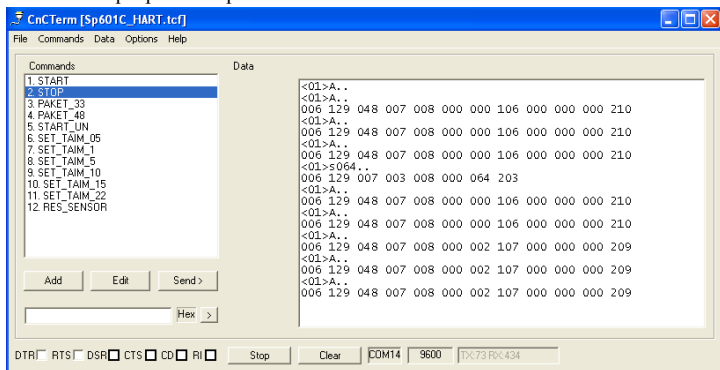 CnCTerm [Sp601C_HART.tcf]
File Commands Data Options Help
Commands
1. START
2. STOP
3. PAKET_33
4. PAKET_48
5. START_UN
6. SET_TAIM_05
7. SET_TAIM_1
8. SET_TAIM_5
9. SET_TAIM_10
10. SET_TAIM_15
11. SET_TAIM_22
12. RES_SENSOR
Add Edit Send >
Hex >
Data
<01>A..
<01>A..
006 129 048 007 008 000 000 106 000 000 000 210
<01>A..
006 129 048 007 008 000 000 106 000 000 000 210
<01>A..
006 129 048 007 008 000 000 106 000 000 000 210
<01>s064..
006 129 007 003 008 000 064 203
<01>A..
006 129 048 007 008 000 000 106 000 000 000 210
<01>A..
006 129 048 007 008 000 000 106 000 000 000 210
<01>A..
006 129 048 007 008 000 002 107 000 000 000 209
<01>A..
006 129 048 007 008 000 002 107 000 000 000 209
<01>A..
006 129 048 007 008 000 002 107 000 000 000 209
DTR RTS DSR CTS CD RI Stop Clear COM14 9600 TX:73 RX:434